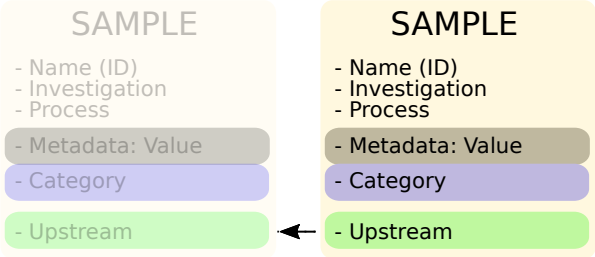 SAMPLE
- Name (ID)
- Investigation
- Process
- Metadata: Value
- Category
- Upstream
SAMPLE
- Name (ID)
- Investigation
- Process
- Metadata: Value
- Category
- Upstream